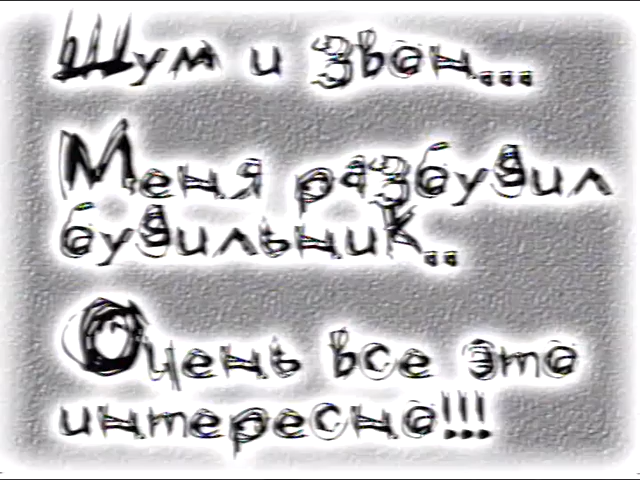 Шум и звон...
Меня разбудил
будильник..
Очень все это
интересно!!!